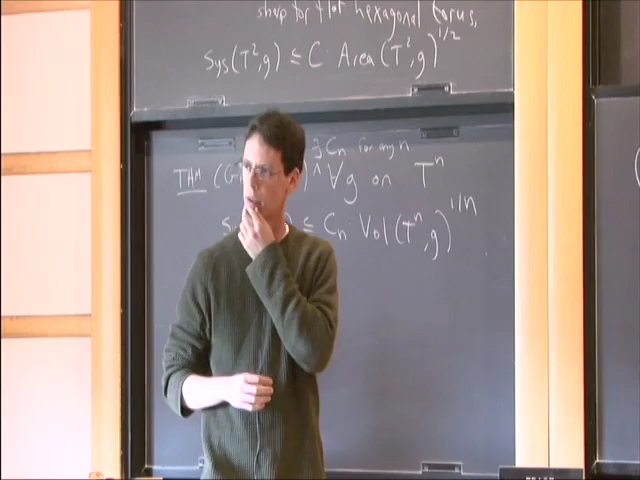 sharp for flat hexagonal torus,
Sys(T²,g) ≤ C Area(T²,g)^{1/2}
∃ Cₙ for any n
THM (G ) ∀g on Tⁿ
≤ Cₙ Vol(Tⁿ,g)^{1/n}